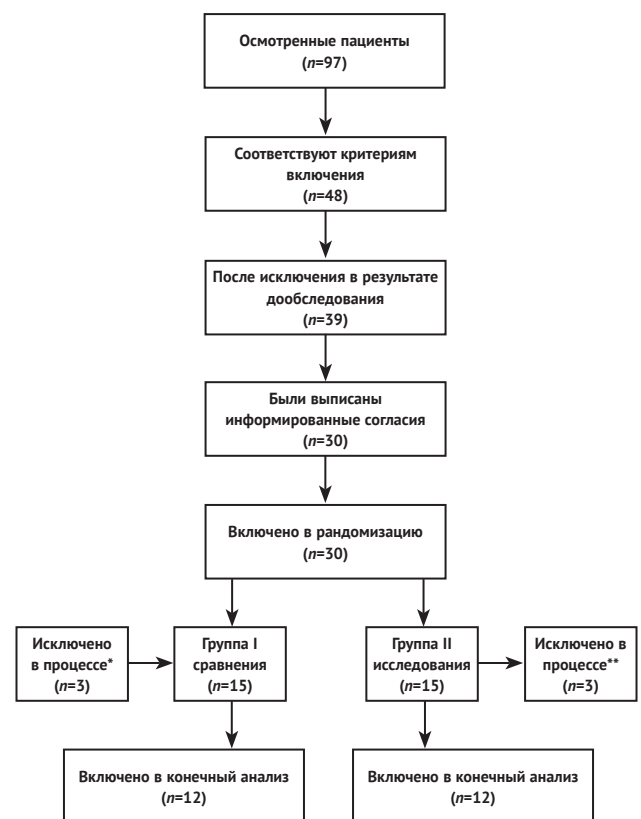 Осмотренные пациенты
(n=97)
Соответствуют критериям
включения
(n=48)
После исключения в результате
дообследования
(n=39)
Были выписаны
информированные согласия
(n=30)
Включено в рандомизацию
(n=30)
Исключено
в процессе*
(n=3)
Группа I
сравнения
(n=15)
Группа II
исследования
(n=15)
Исключено в
процессе**
(n=3)
Включено в конечный анализ
(n=12)
Включено в конечный анализ
(n=12)